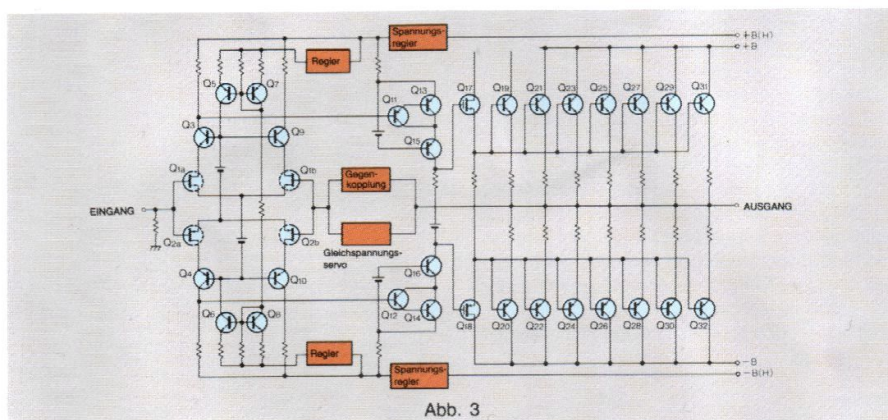 Spannungs-
regler
+B(H)
+B
Regler
Q5
Q7
Q13
Q11
Q17
Q19
Q21
Q23
Q25
Q27
Q29
Q31
Q3
Q9
Q15
Q1a
Q1b
Gegen-
kopplung
EINGANG
AUSGANG
Q2a
Q2b
Gleichspannungs-
servo
Q4
Q10
Q16
Q6
Q8
Q12
Q14
Q18
Q20
Q22
Q24
Q26
Q28
Q30
Q32
Regler
Spannungs-
regler
-B
-B(H)
Abb. 3